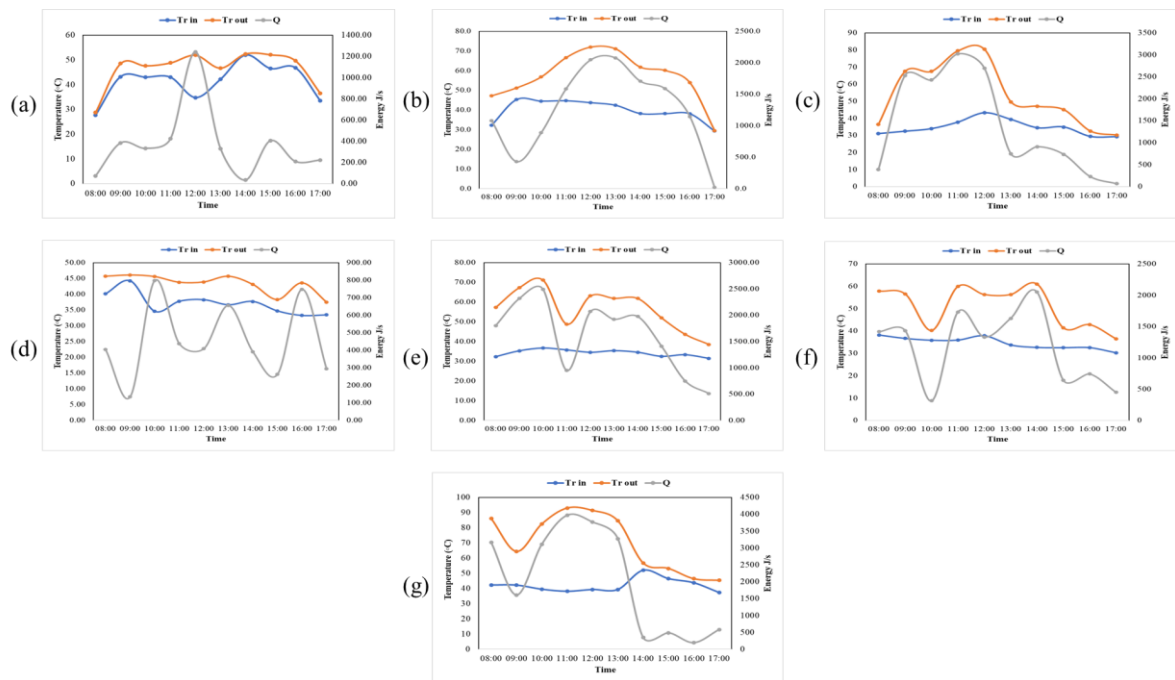 Tr in Tr out Q
60 1400.00
50 1200.00
1000.00
40
800.00
30
600.00
20
400.00
10
200.00
0 0.00
08:00 09:00 10:00 11:00 12:00 13:00 14:00 15:00 16:00 17:00
Time
Temperature (◦C)
Energy J/s
(a)
Tr in Tr out Q
80.0 2500.0
70.0
2000.0
60.0
50.0
1500.0
40.0
30.0
1000.0
20.0
500.0
10.0
0.0 0.0
08:00 09:00 10:00 11:00 12:00 13:00 14:00 15:00 16:00 17:00
Time
Temperature (◦C)
Energy J/s
(b)
Tr in Tr out Q
90 3500
80
3000
70
2500
60
50
2000
40
1500
30
1000
20
10
500
0 0
08:00 09:00 10:00 11:00 12:00 13:00 14:00 15:00 16:00 17:00
Time
Temperature (◦C)
Energy J/s
(c)
Tr in Tr out Q
50.00 900.00
45.00 800.00
40.00 700.00
35.00
600.00
30.00
500.00
25.00
400.00
20.00
300.00
15.00
200.00
10.00
5.00 100.00
0.00 0.00
08:00 09:00 10:00 11:00 12:00 13:00 14:00 15:00 16:00 17:00
Time
Temperature (◦C)
Energy J/s
(d)
Tr in Tr out Q
80.00 3000.00
70.00
2500.00
60.00
2000.00
50.00
40.00 1500.00
30.00
1000.00
20.00
500.00
10.00
0.00 0.00
08:00 09:00 10:00 11:00 12:00 13:00 14:00 15:00 16:00 17:00
Time
Temperature (◦C)
Energy J/s
(e)
Tr in Tr out Q
70 2500
60
2000
50
40
1500
30
1000
20
500
10
0 0
08:00 09:00 10:00 11:00 12:00 13:00 14:00 15:00 16:00 17:00
Time
Temperature (◦C)
Energy J/s
(f)
Tr in Tr out Q
100 4500
90 4000
80 3500
70
3000
60
2500
50
2000
40
1500
30
1000
20
10 500
0 0
08:00 09:00 10:00 11:00 12:00 13:00 14:00 15:00 16:00 17:00
Time
Temperature (◦C)
Energy J/s
(g)